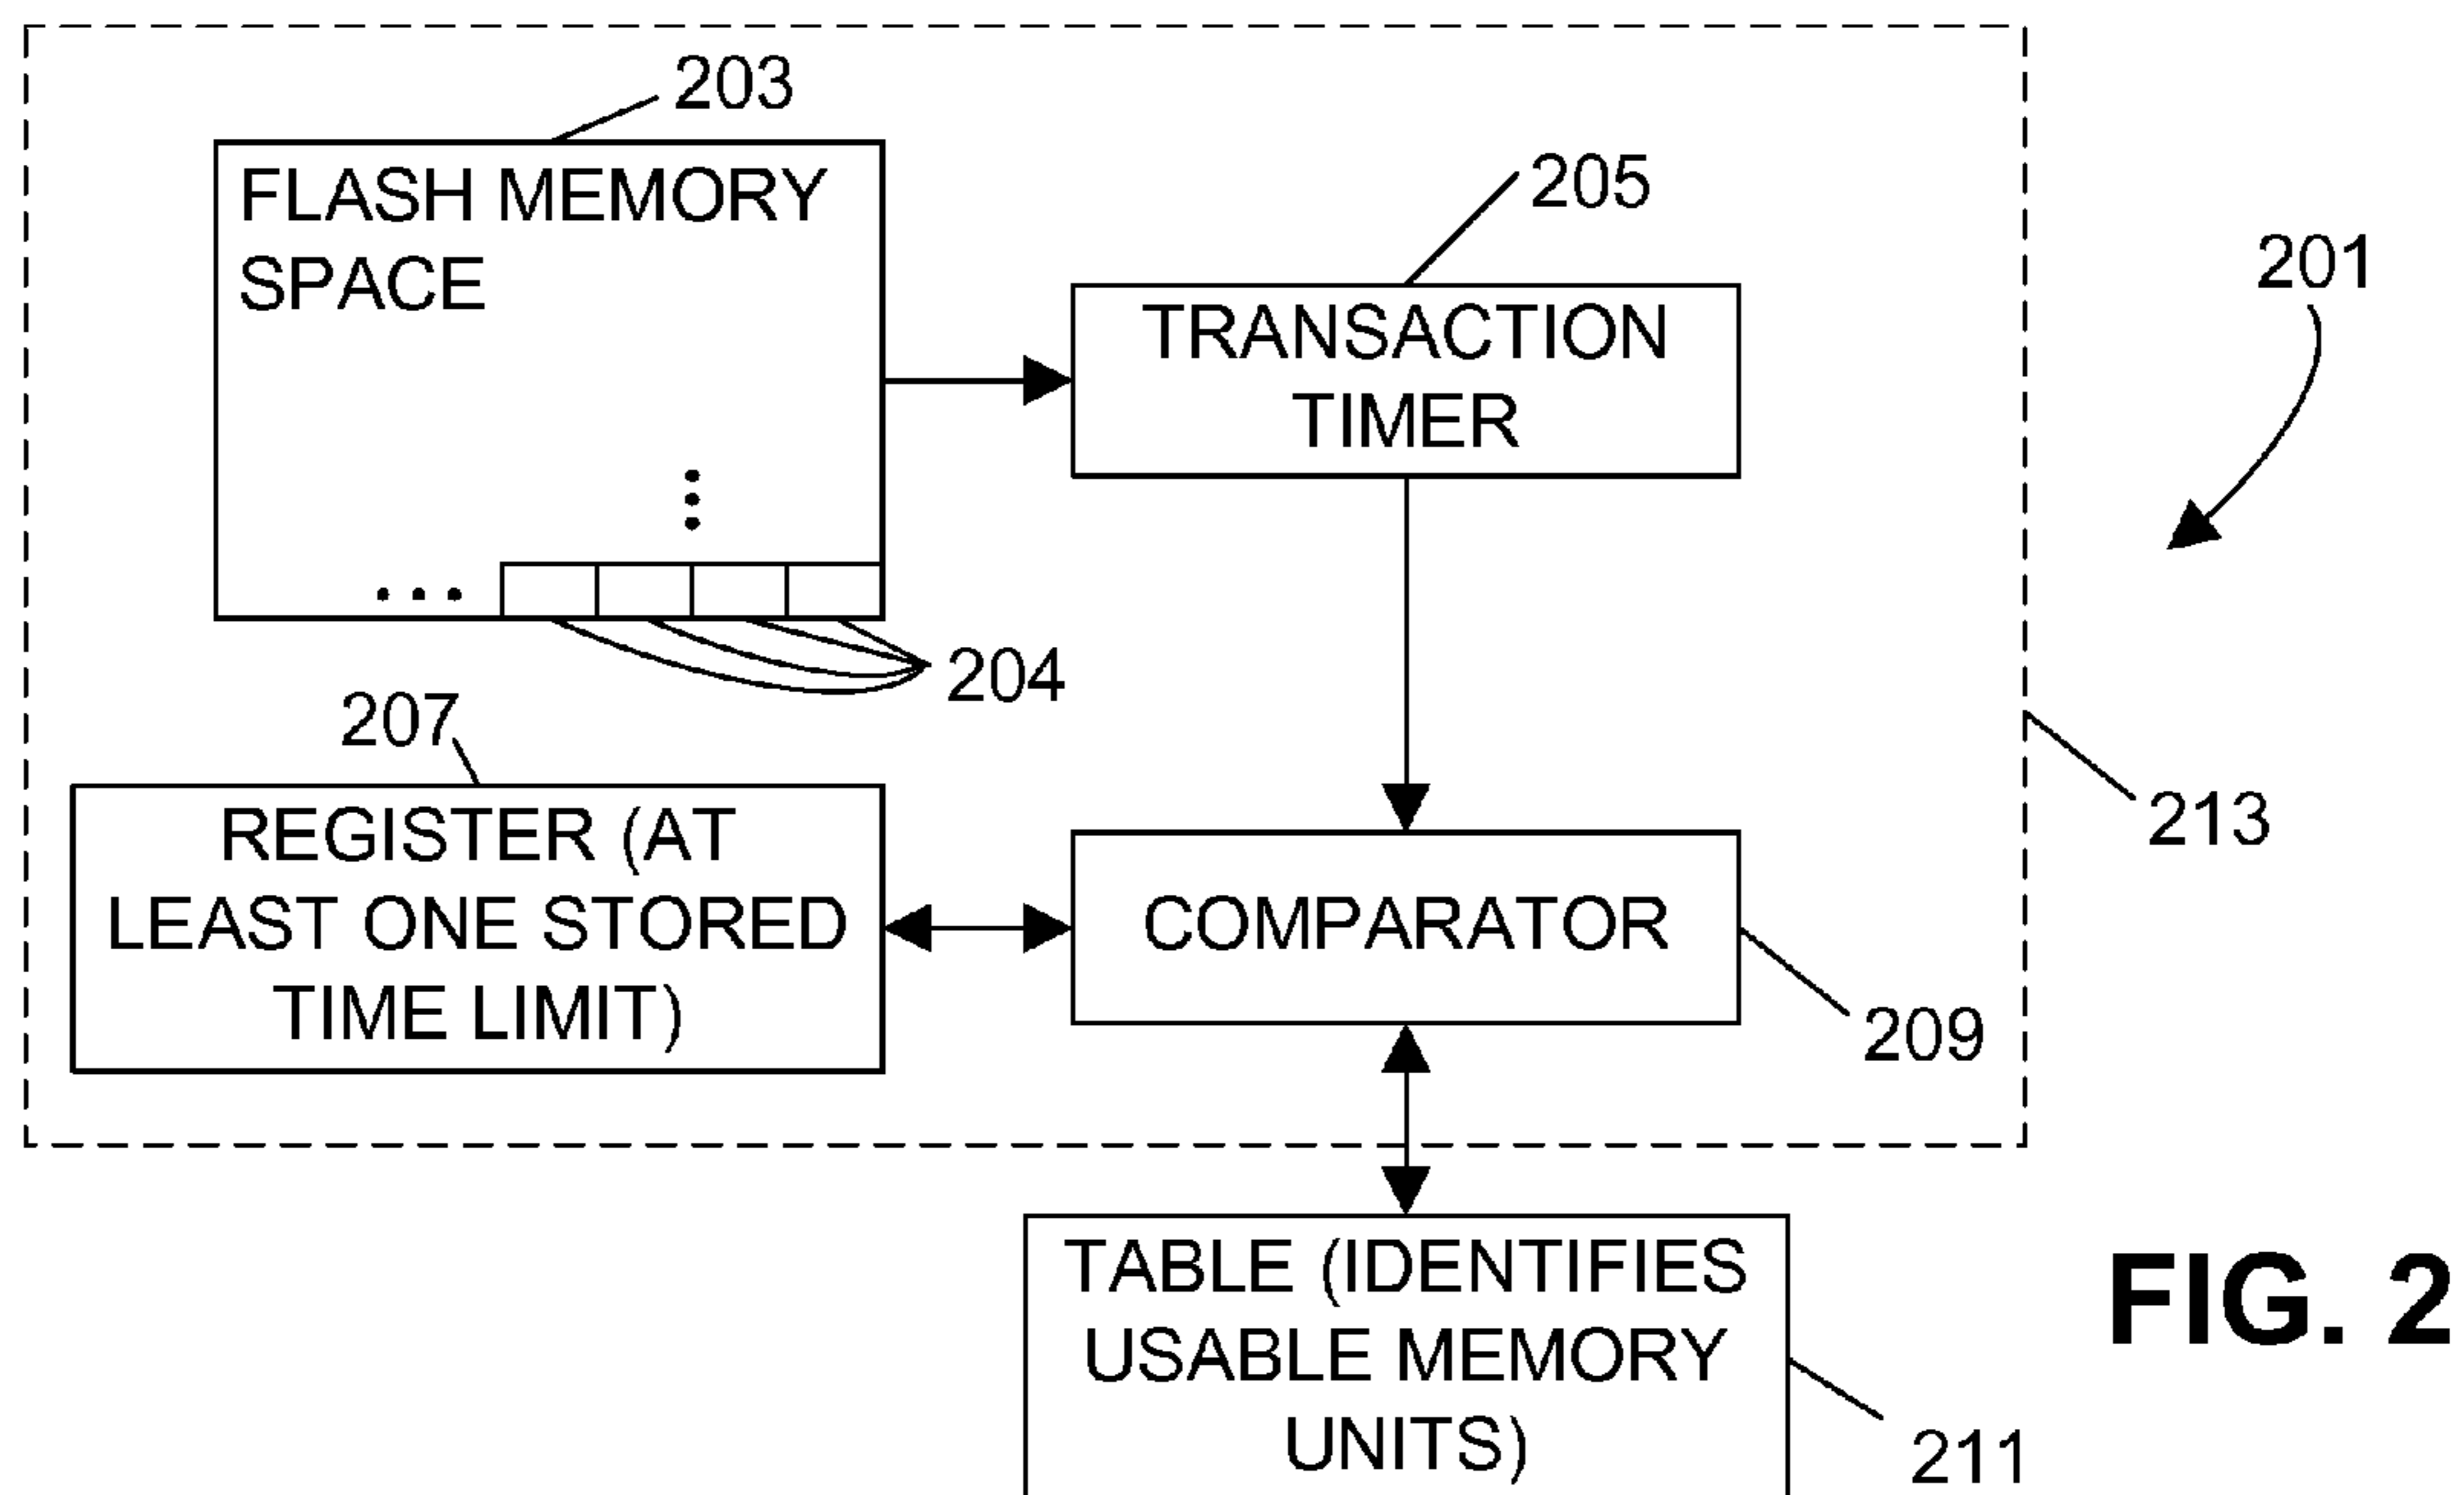 203
FLASH MEMORY
SPACE
205
TRANSACTION
TIMER
201
204
207
REGISTER (AT
LEAST ONE STORED
TIME LIMIT)
COMPARATOR
213
209
TABLE (IDENTIFIES
USABLE MEMORY
UNITS)
211
FIG. 2